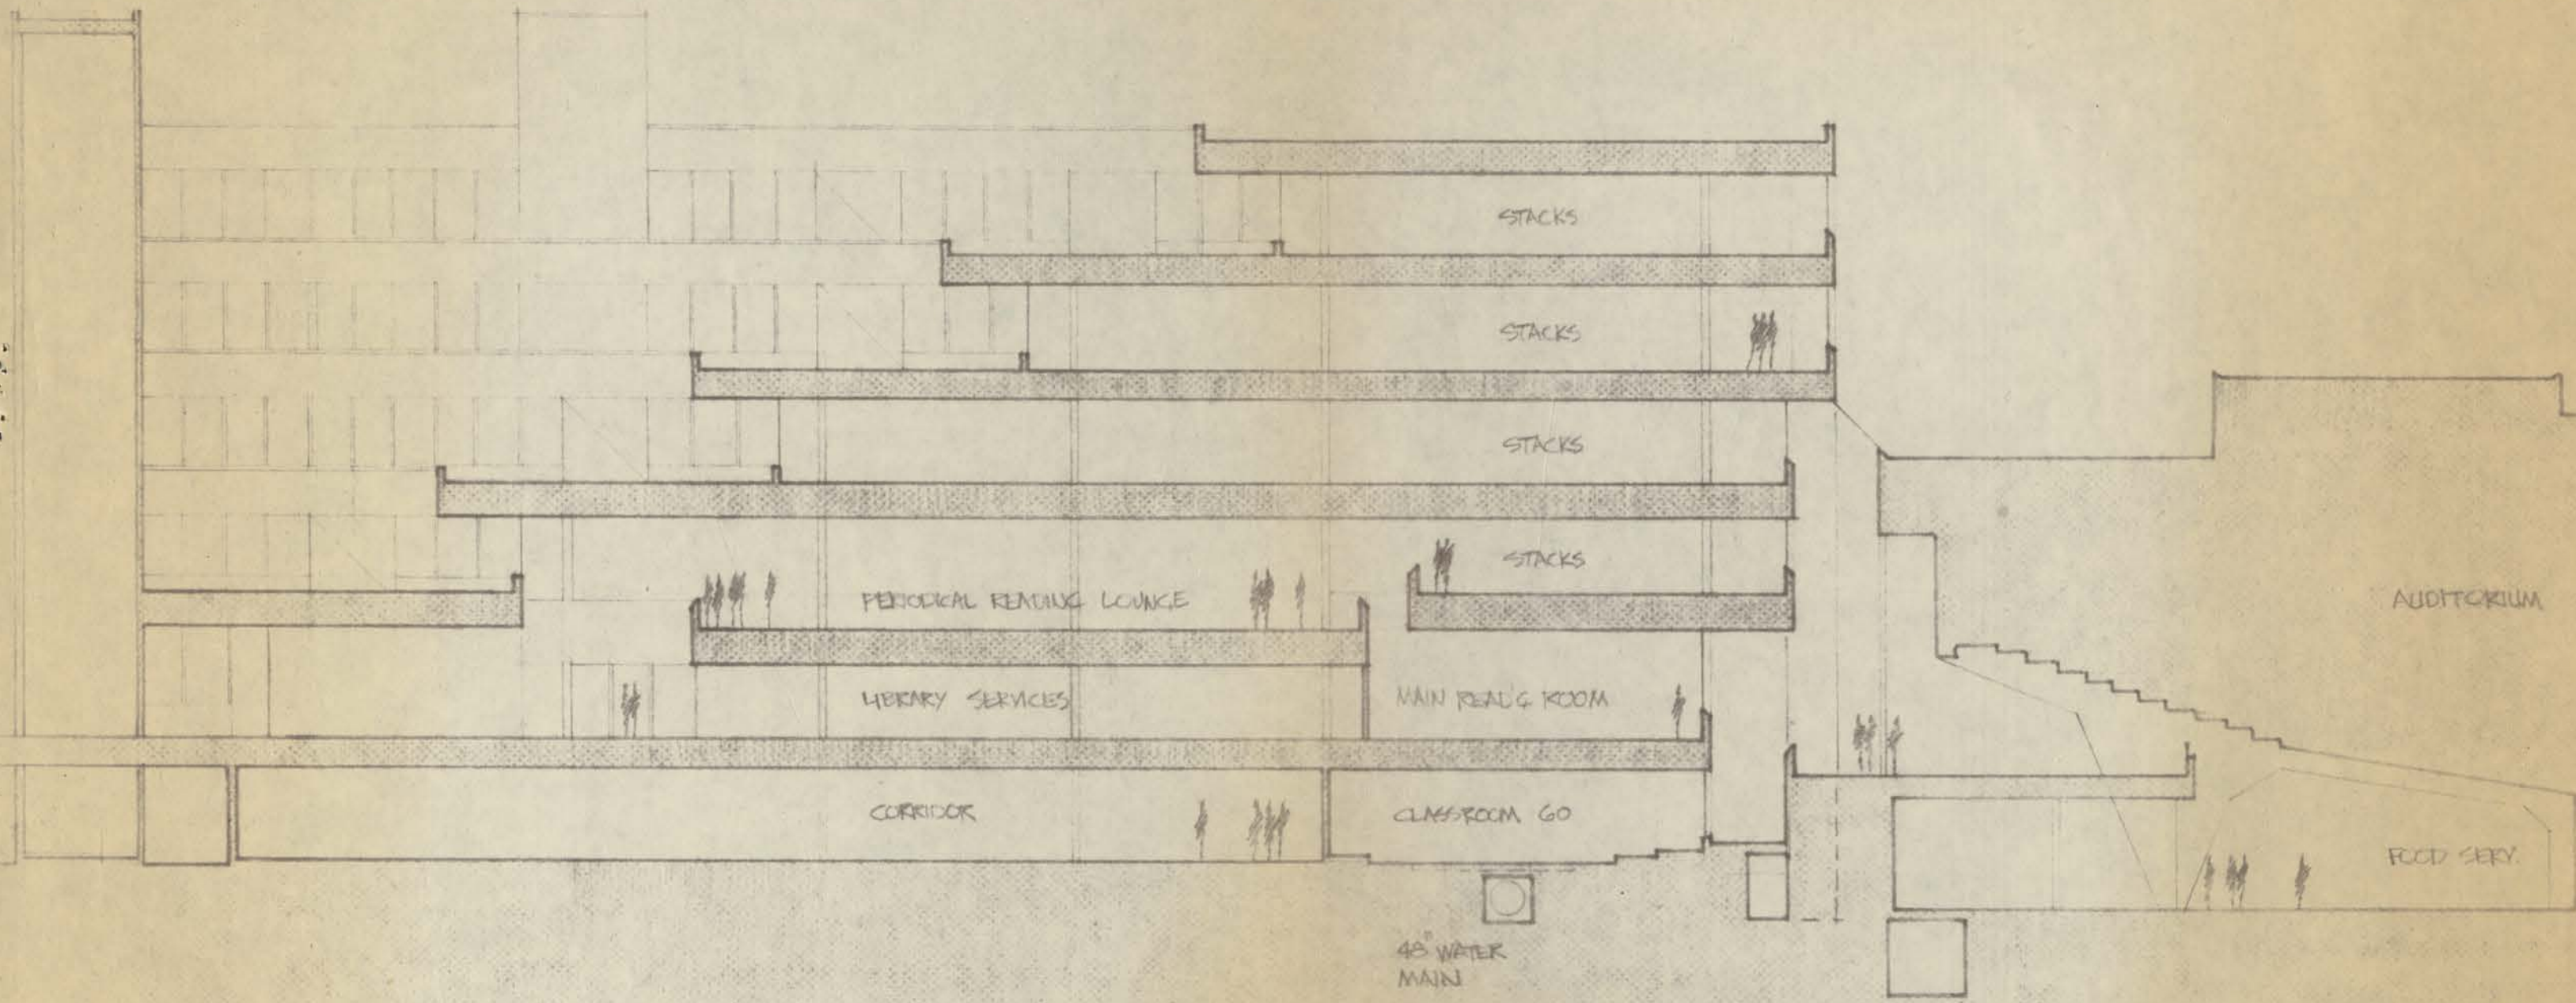 STACKS
STACKS
STACKS
STACKS
PERIODICAL READING LOUNGE
AUDITORIUM
LIBRARY SERVICES
MAIN READ'G ROOM
CORRIDOR
CLASSROOM 60
FOOD SERV.
48" WATER
MAIN